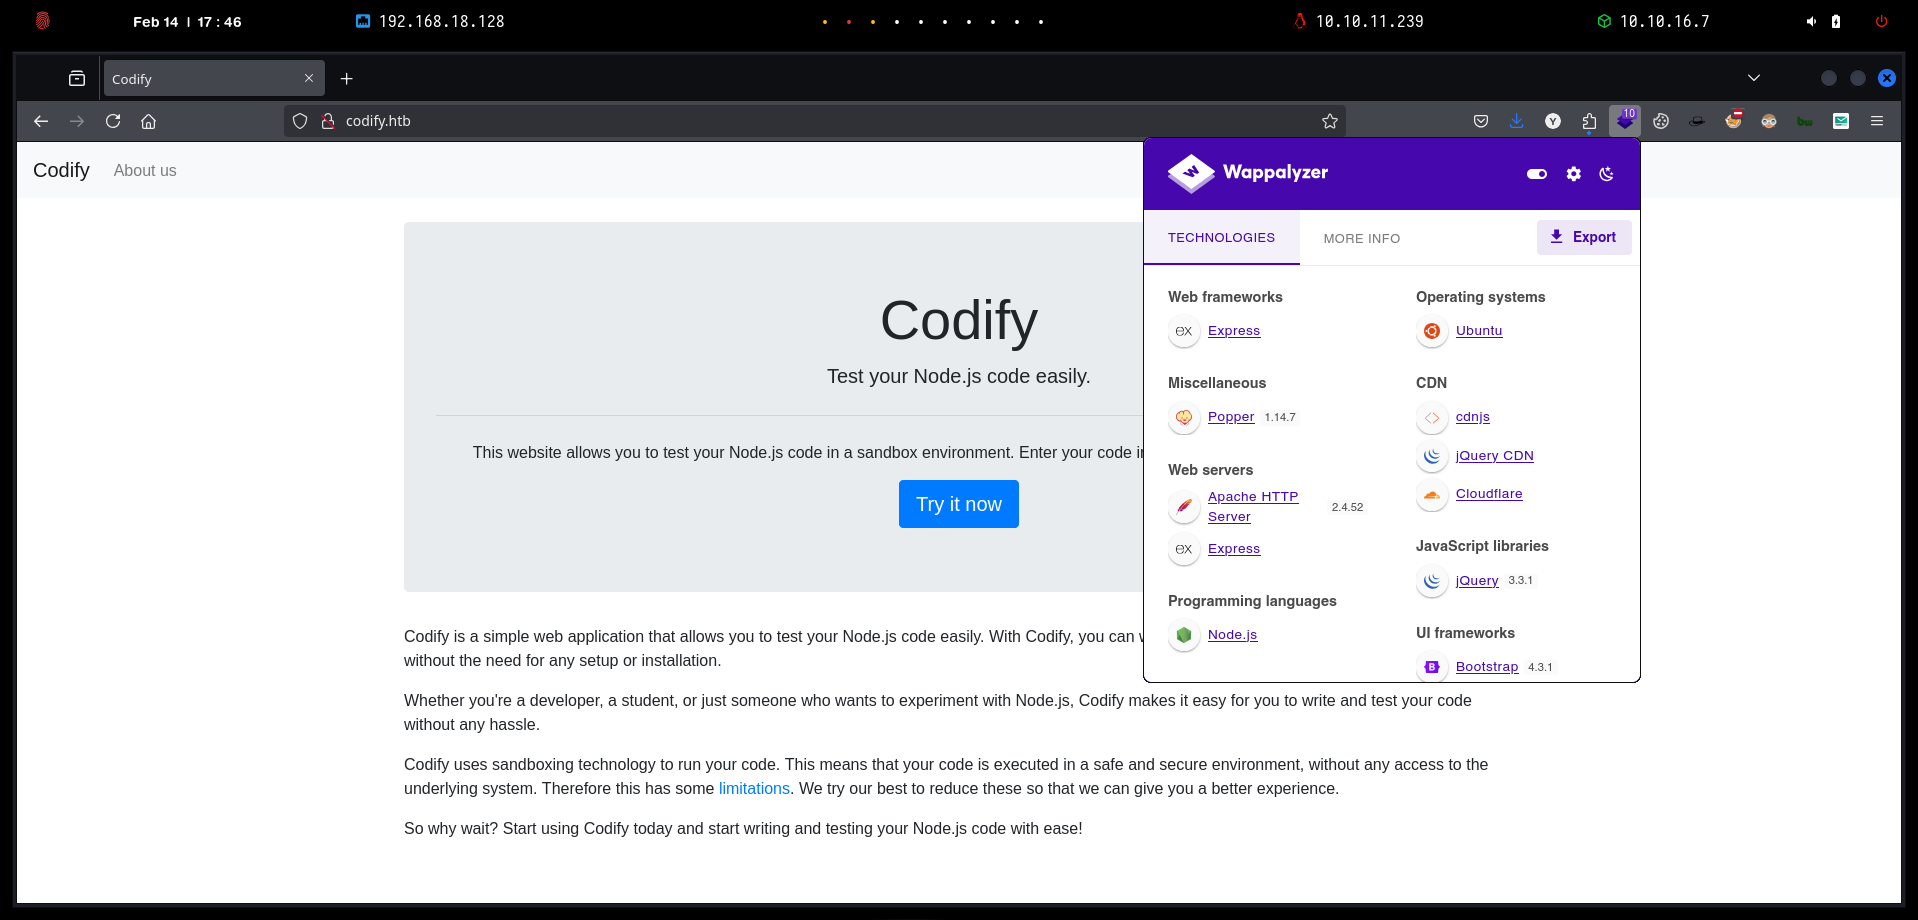 Feb 14 | 17 : 46
192.168.18.128
10.10.11.239
10.10.16.7
Codify
codify.htb
Y
10
bw
Codify
About us
Codify
Test your Node.js code easily.
This website allows you to test your Node.js code in a sandbox environment. Enter your code i
Try it now
Codify is a simple web application that allows you to test your Node.js code easily. With Codify, you can
without the need for any setup or installation.
Whether you're a developer, a student, or just someone who wants to experiment with Node.js, Codify makes it easy for you to write and test your code
without any hassle.
Codify uses sandboxing technology to run your code. This means that your code is executed in a safe and secure environment, without any access to the
underlying system. Therefore this has some limitations. We try our best to reduce these so that we can give you a better experience.
So why wait? Start using Codify today and start writing and testing your Node.js code with ease!
Wappalyzer
TECHNOLOGIES
MORE INFO
Export
Web frameworks
ex Express
Miscellaneous
Popper 1.14.7
Web servers
Apache HTTP
Server
2.4.52
ex Express
Programming languages
Node.js
Operating systems
Ubuntu
CDN
cdnjs
jQuery CDN
Cloudflare
JavaScript libraries
jQuery 3.3.1
UI frameworks
B Bootstrap 4.3.1